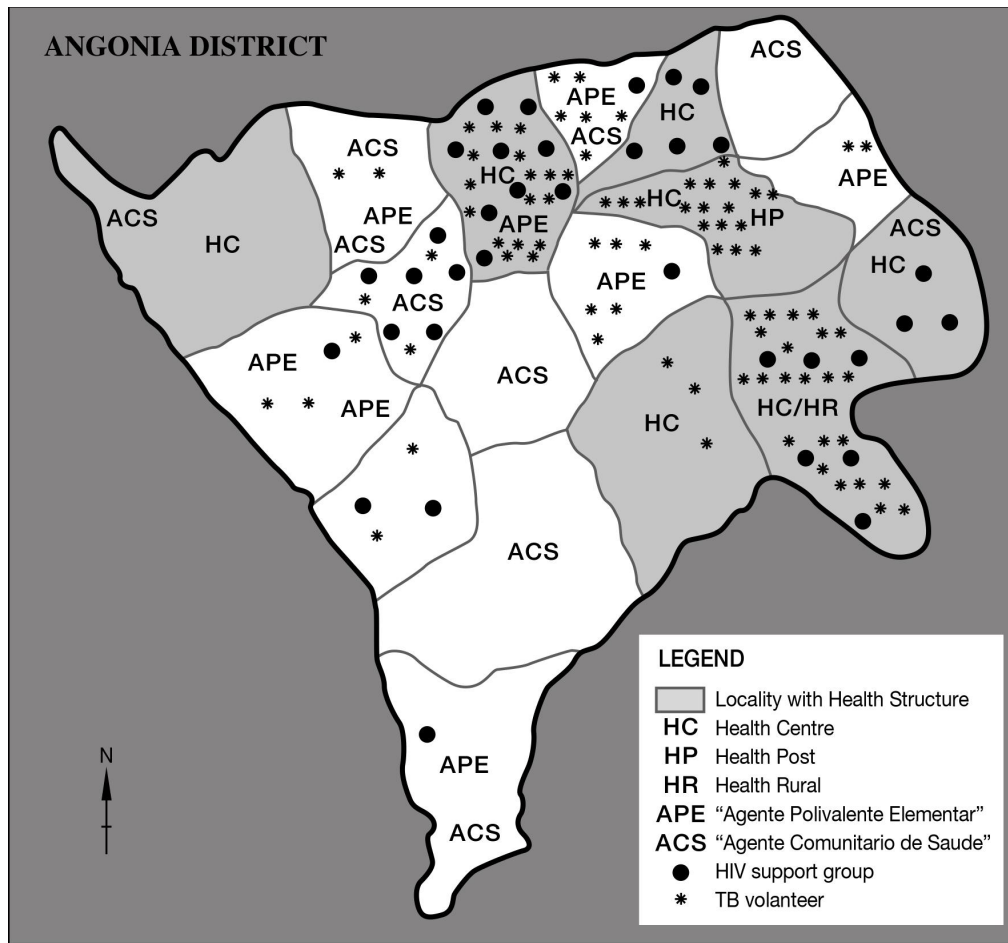 ANGONIA DISTRICT
ACS
APE
ACS
HC
ACS
HC
APE
HC
HC
HP
APE
ACS
ACS
HC
APE
ACS
APE
HC
ACS
APE
ACS
APE
APE
ACS
HC
HC/HR
ACS
APE
ACS
N
LEGEND
Locality with Health Structure
HC Health Centre
HP Health Post
HR Health Rural
APE “Agente Polivalente Elementar”
ACS “Agente Comunitario de Saude”
HIV support group
TB volanteer